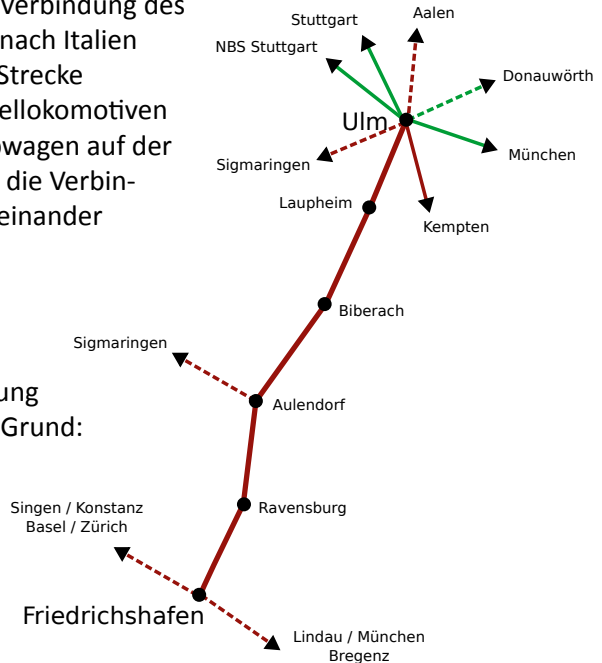 verbindung des
nach Italien
Strecke
ellokomotiven
wagen auf der
die Verbin-
einander
ung
Grund:
Stuttgart
Aalen
NBS Stuttgart
Donauwörth
Ulm
München
Sigmaringen
Laupheim
Kempten
Biberach
Sigmaringen
Aulendorf
Ravensburg
Singen / Konstanz
Basel / Zürich
Friedrichshafen
Lindau / München
Bregenz